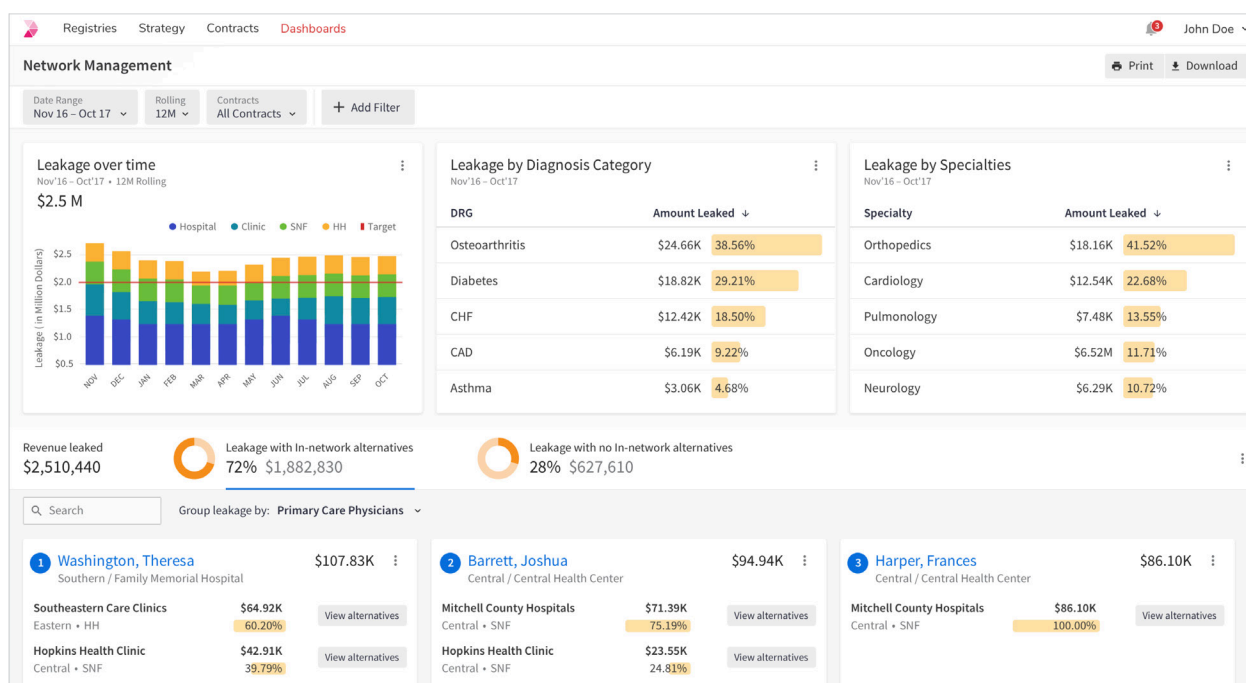 Registries Strategy Contracts Dashboards 3 John Doe
Network Management Print Download
Date Range Rolling Contracts
Nov 16 – Oct 17 12M All Contracts + Add Filter
Leakage over time
Nov'16 – Oct'17 • 12M Rolling
$2.5 M
Hospital Clinic SNF HH Target
Leakage ( in Million Dollars)
$2.5
$2.0
$1.5
$1.0
$0.5
NOV DEC JAN FEB MAR APR MAY JUN JUL AUG SEP OCT
Leakage by Diagnosis Category
Nov'16 – Oct'17
DRG Amount Leaked ↓
Osteoarthritis $24.66K 38.56%
Diabetes $18.82K 29.21%
CHF $12.42K 18.50%
CAD $6.19K 9.22%
Asthma $3.06K 4.68%
Leakage by Specialties
Nov'16 – Oct'17
Specialty Amount Leaked ↓
Orthopedics $18.16K 41.52%
Cardiology $12.54K 22.68%
Pulmonology $7.48K 13.55%
Oncology $6.52M 11.71%
Neurology $6.29K 10.72%
Revenue leaked
$2,510,440
Leakage with In-network alternatives
72% $1,882,830
Leakage with no In-network alternatives
28% $627,610
Search Group leakage by: Primary Care Physicians
1 Washington, Theresa $107.83K
Southern / Family Memorial Hospital
Southeastern Care Clinics $64.92K View alternatives
Eastern • HH 60.20%
Hopkins Health Clinic $42.91K View alternatives
Central • SNF 39.79%
2 Barrett, Joshua $94.94K
Central / Central Health Center
Mitchell County Hospitals $71.39K View alternatives
Central • SNF 75.19%
Hopkins Health Clinic $23.55K View alternatives
Central • SNF 24.81%
3 Harper, Frances $86.10K
Central / Central Health Center
Mitchell County Hospitals $86.10K View alternatives
Central • SNF 100.00%